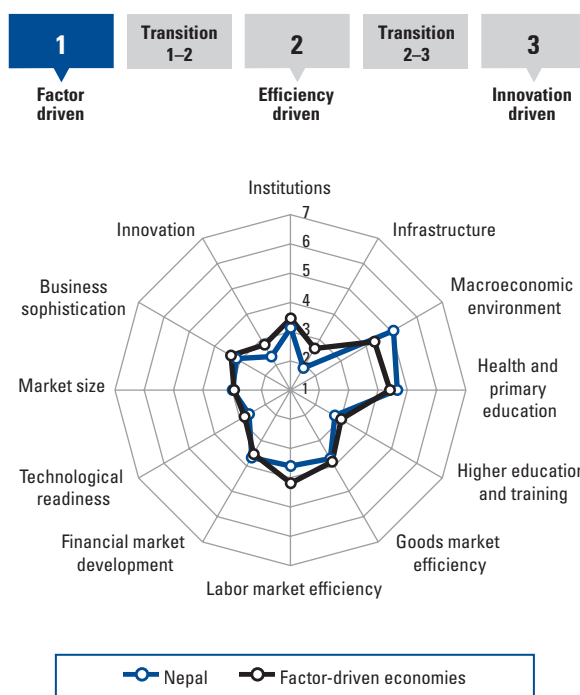 1
Transition
1–2
2
Transition
2–3
3
Factor
driven
Efficiency
driven
Innovation
driven
Institutions
Innovation
Infrastructure
Business
sophistication
Macroeconomic
environment
Market size
Health and
primary
education
Technological
readiness
Higher education
and training
Financial market
development
Goods market
efficiency
Labor market efficiency
7
6
5
4
3
2
1
Nepal
Factor-driven economies